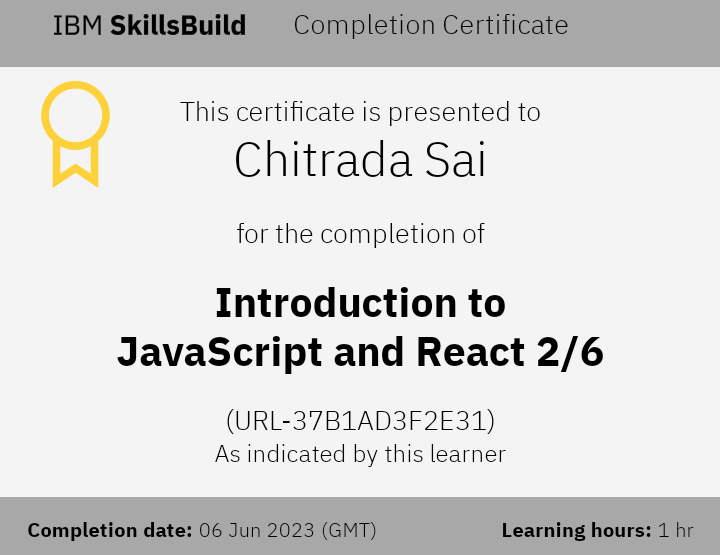 IBM SkillsBuild Completion Certificate
This certificate is presented to
Chitrada Sai
for the completion of
Introduction to
JavaScript and React 2/6
(URL-37B1AD3F2E31)
As indicated by this learner
Completion date: 06 Jun 2023 (GMT) Learning hours: 1 hr